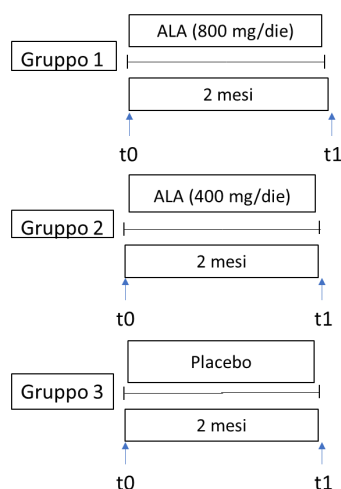 ALA (800 mg/die)
Gruppo 1
2 mesi
t0 t1
ALA (400 mg/die)
Gruppo 2
2 mesi
t0 t1
Placebo
Gruppo 3
2 mesi
t0 t1